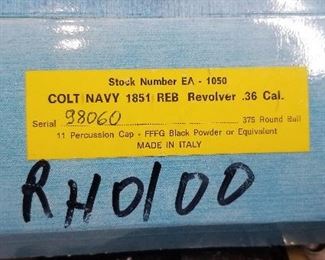 Stock Number EA - 1050
COLT NAVY 1851 REB Revolver .36 Cal.
Serial 98060 375 Round Ball
11 Percussion Cap - FFFG Black Powder or Equivalent
MADE IN ITALY
RH0100